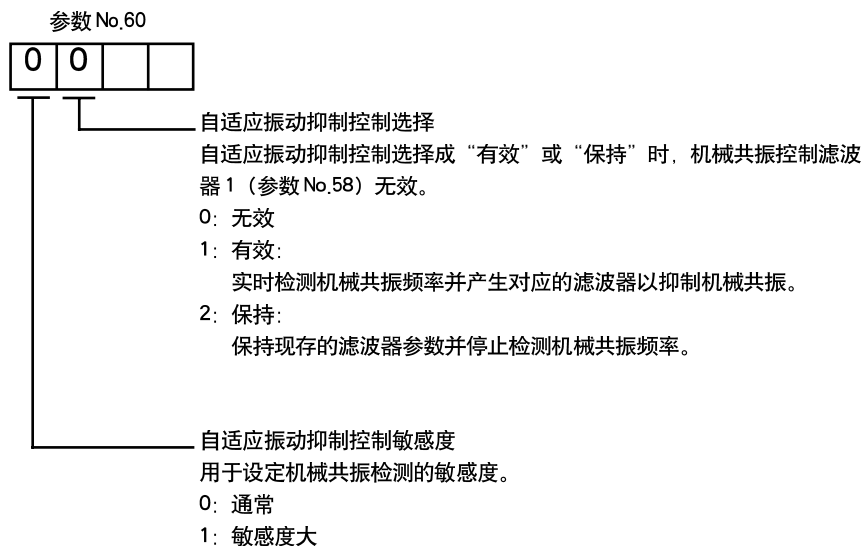 参数 No.60
0 0
自适应振动抑制控制选择
自适应振动抑制控制选择成“有效”或“保持”时，机械共振控制滤波
器1（参数 No.58）无效。
0：无效
1：有效：
实时检测机械共振频率并产生对应的滤波器以抑制机械共振。
2：保持：
保持现存的滤波器参数并停止检测机械共振频率。
自适应振动抑制控制敏感度
用于设定机械共振检测的敏感度。
0：通常
1：敏感度大